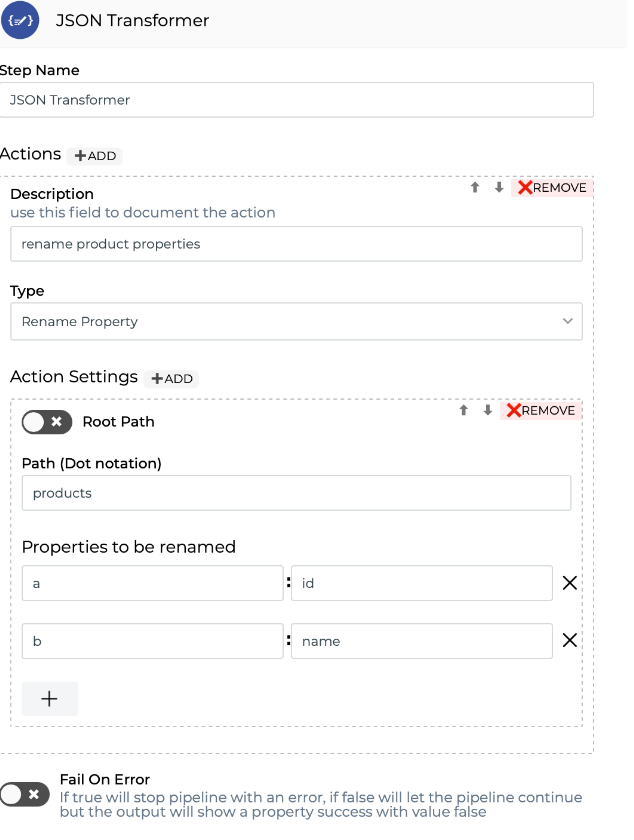 JSON Transformer
Step Name
JSON Transformer
Actions +ADD
REMOVE
Description
use this field to document the action
rename product properties
Type
Rename Property
Action Settings +ADD
REMOVE
Root Path
Path (Dot notation)
products
Properties to be renamed
a : id
b : name
+
Fail On Error
If true will stop pipeline with an error, if false will let the pipeline continue
but the output will show a property success with value false